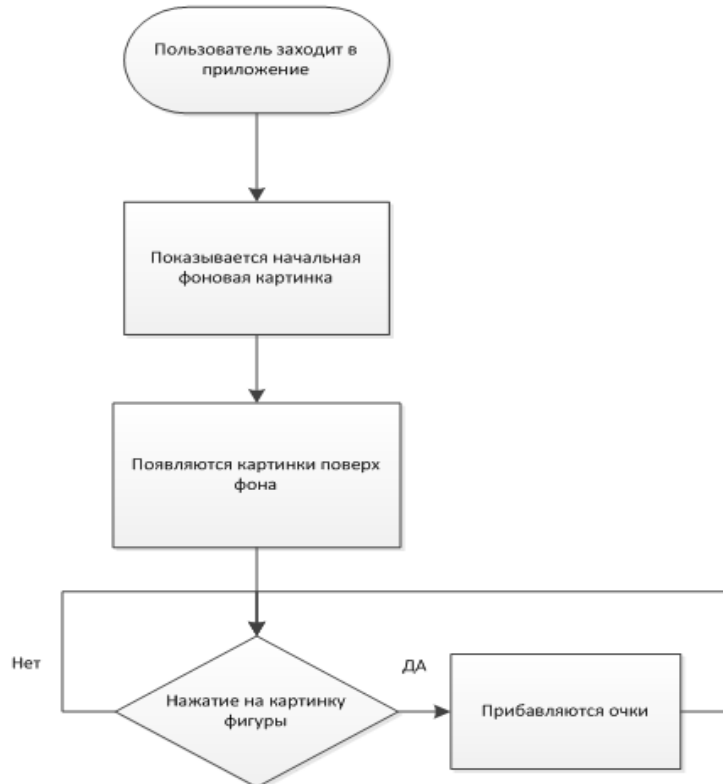 Пользователь заходит в
приложение
Показывается начальная
фоновая картинка
Появляются картинки поверх
фона
Нет
Нажатие на картинку
фигуры
ДА
Прибавляются очки